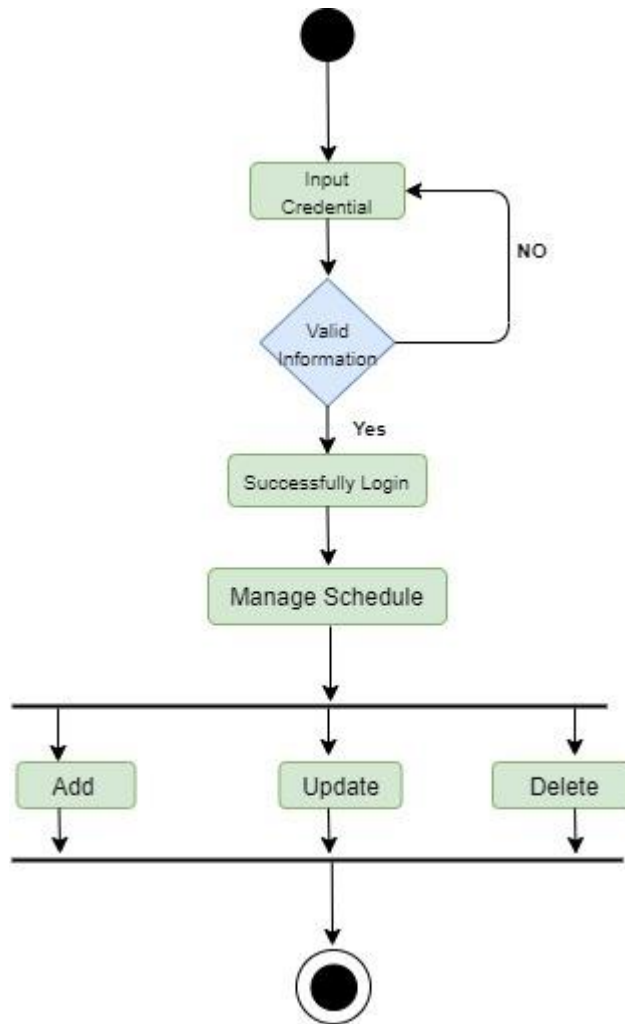 Input
Credential
NO
Valid
Information
Yes
Successfully Login
Manage Schedule
Add
Update
Delete